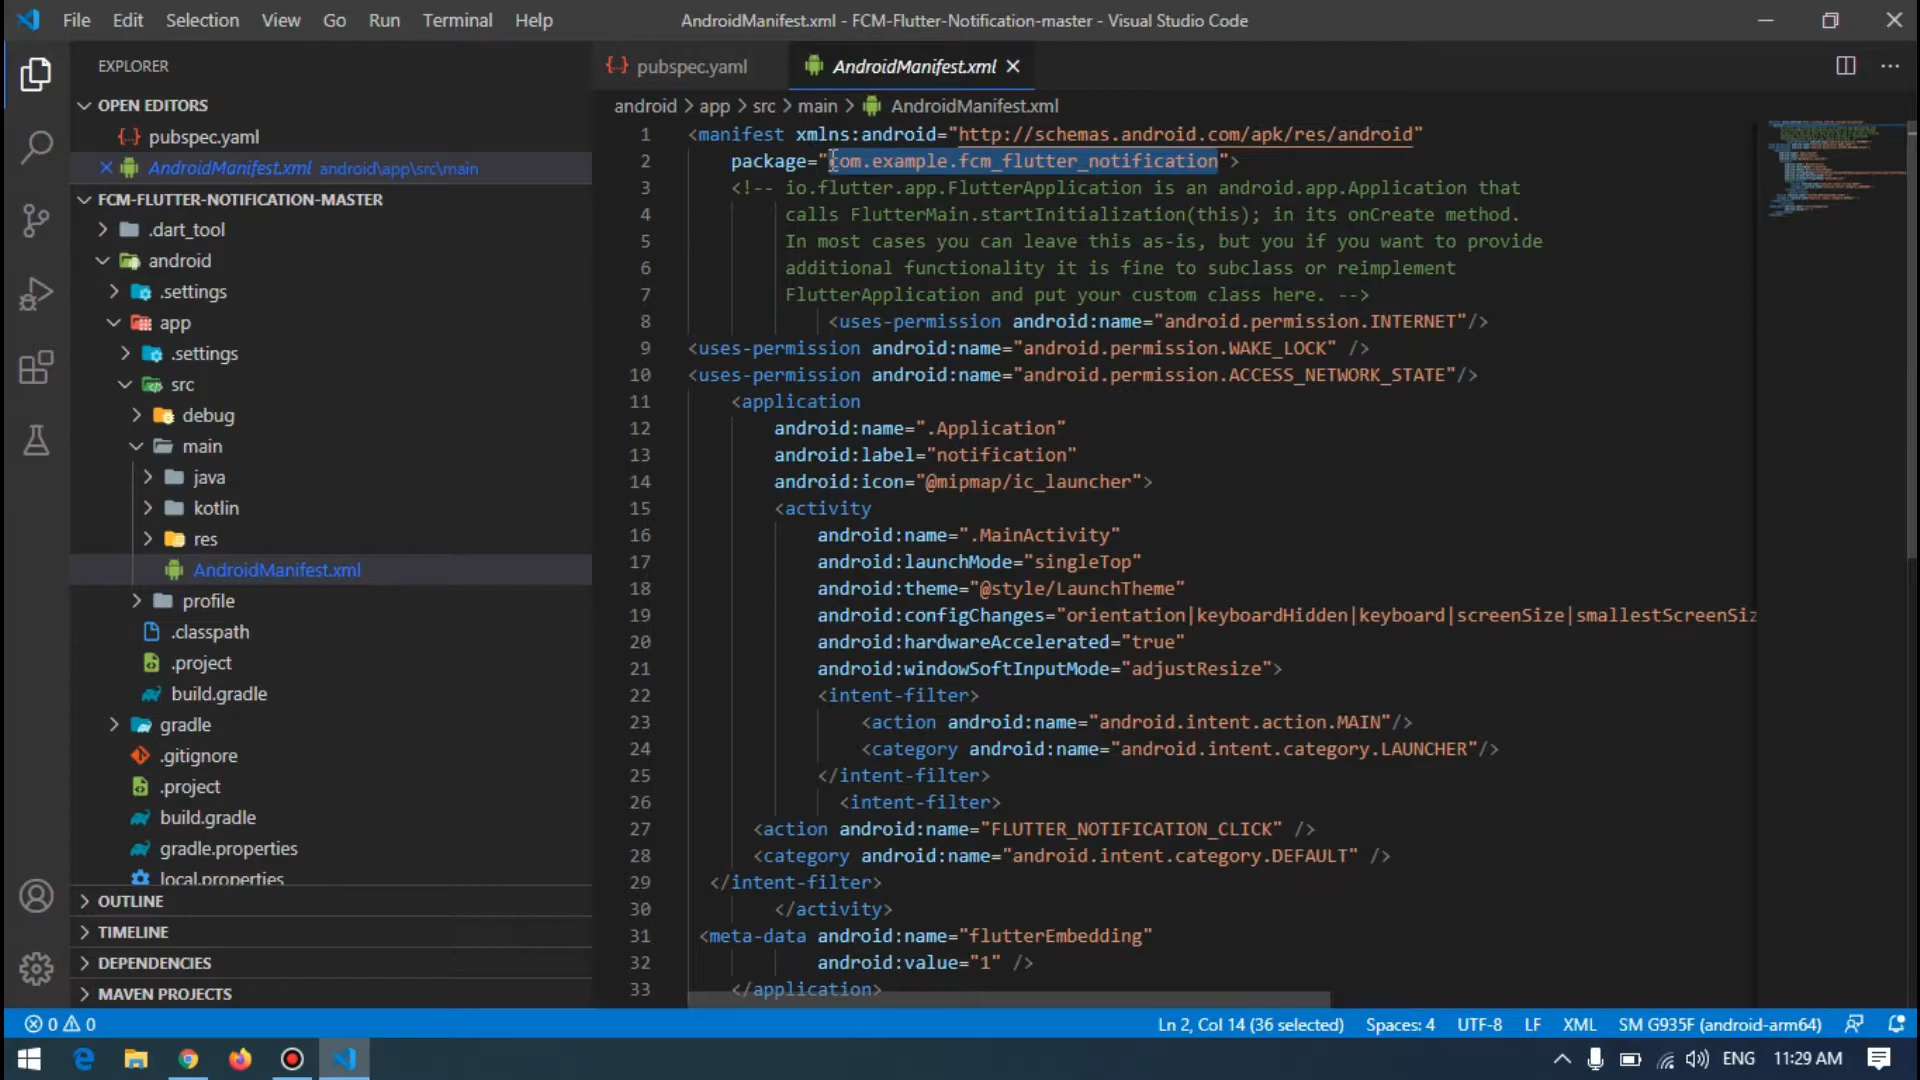 File Edit Selection View Go Run Terminal Help
AndroidManifest.xml - FCM-Flutter-Notification-master - Visual Studio Code
EXPLORER
OPEN EDITORS
pubspec.yaml
AndroidManifest.xml android\app\src\main
FCM-FLUTTER-NOTIFICATION-MASTER
.dart_tool
android
.settings
app
.settings
src
debug
main
java
kotlin
res
AndroidManifest.xml
profile
.classpath
.project
build.gradle
gradle
.gitignore
.project
build.gradle
gradle.properties
local.properties
OUTLINE
TIMELINE
DEPENDENCIES
MAVEN PROJECTS
pubspec.yaml
AndroidManifest.xml
android > app > src > main > AndroidManifest.xml
1 <manifest xmlns:android="http://schemas.android.com/apk/res/android"
2 package="com.example.fcm_flutter_notification">
3 <!-- io.flutter.app.FlutterApplication is an android.app.Application that
4 calls FlutterMain.startInitialization(this); in its onCreate method.
5 In most cases you can leave this as-is, but you if you want to provide
6 additional functionality it is fine to subclass or reimplement
7 FlutterApplication and put your custom class here. -->
8 <uses-permission android:name="android.permission.INTERNET"/>
9 <uses-permission android:name="android.permission.WAKE_LOCK" />
10 <uses-permission android:name="android.permission.ACCESS_NETWORK_STATE"/>
11 <application
12 android:name=".Application"
13 android:label="notification"
14 android:icon="@mipmap/ic_launcher">
15 <activity
16 android:name=".MainActivity"
17 android:launchMode="singleTop"
18 android:theme="@style/LaunchTheme"
19 android:configChanges="orientation|keyboardHidden|keyboard|screenSize|smallestScreenSiz
20 android:hardwareAccelerated="true"
21 android:windowSoftInputMode="adjustResize">
22 <intent-filter>
23 <action android:name="android.intent.action.MAIN"/>
24 <category android:name="android.intent.category.LAUNCHER"/>
25 </intent-filter>
26 <intent-filter>
27 <action android:name="FLUTTER_NOTIFICATION_CLICK" />
28 <category android:name="android.intent.category.DEFAULT" />
29 </intent-filter>
30 </activity>
31 <meta-data android:name="flutterEmbedding"
32 android:value="1" />
33 </application>
0 0
Ln 2, Col 14 (36 selected) Spaces: 4 UTF-8 LF XML SM G935F (android-arm64)
ENG 11:29 AM